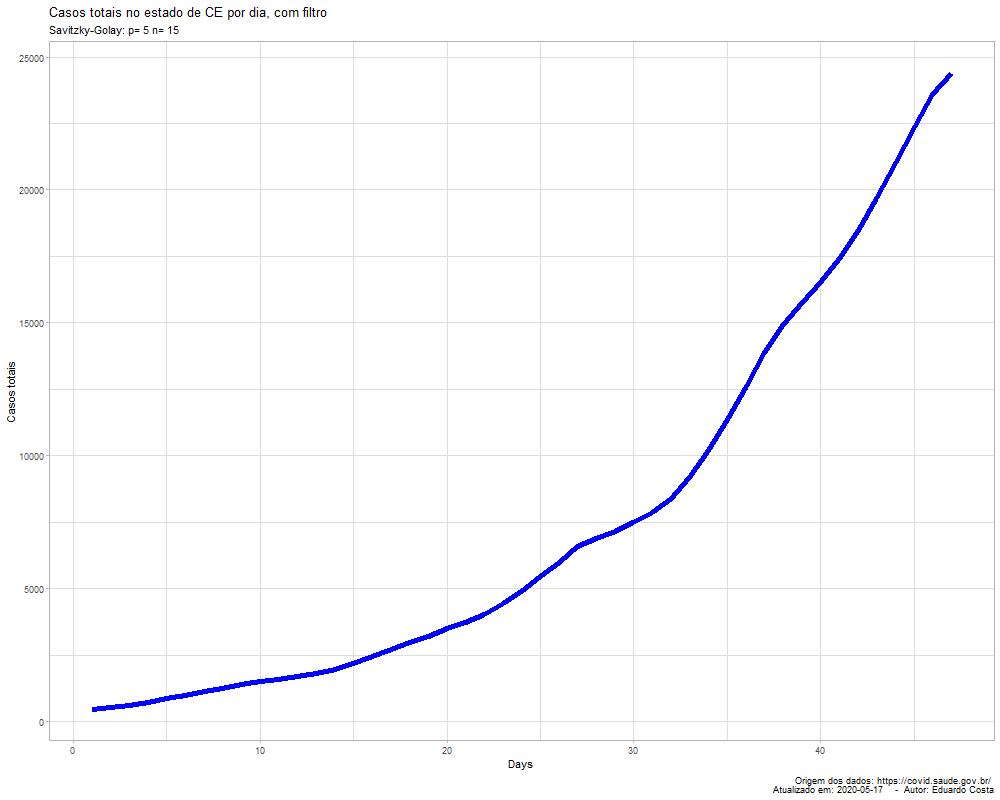 Casos totais no estado de CE por dia, com filtro
Savitzky-Golay: p= 5 n= 15
25000
20000
15000
Casos totais
10000
5000
0
0 10 20 30 40
Days
Origem dos dados: https://covid.saude.gov.br/
Atualizado em: 2020-05-17 - Autor: Eduardo Costa